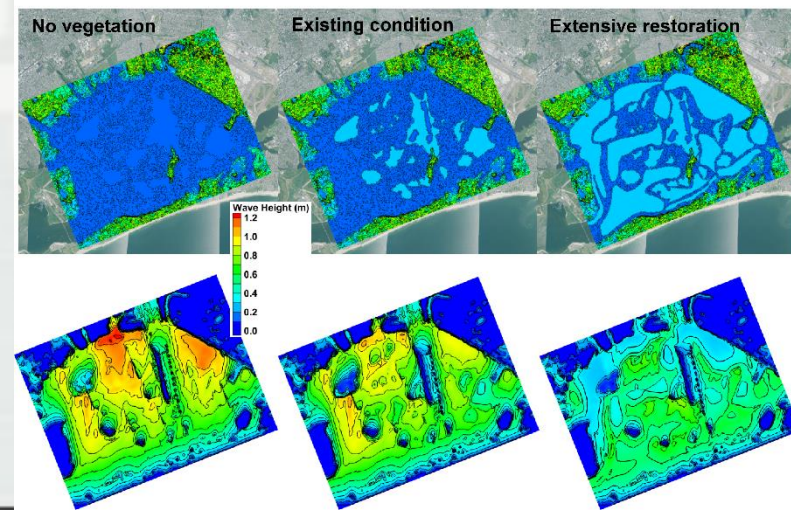 No vegetation
Existing condition
Extensive restoration
Wave Height (m)
1.2
1.0
0.8
0.6
0.4
0.2
0.0